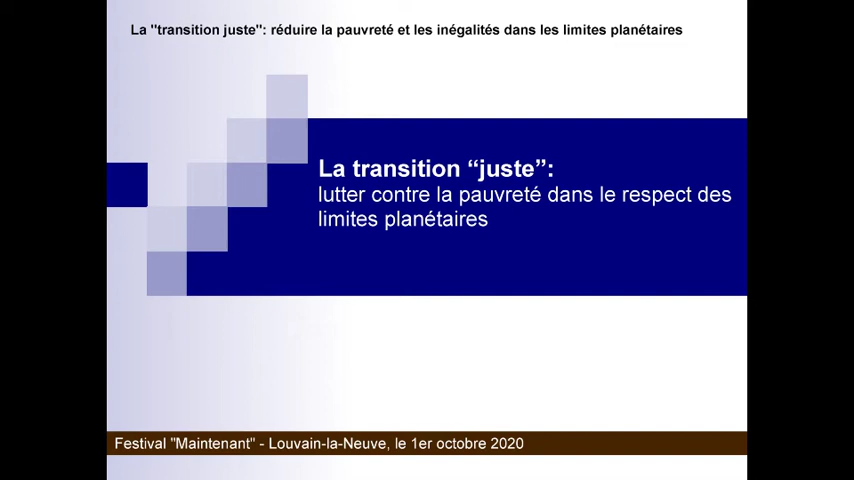 La "transition juste": réduire la pauvreté et les inégalités dans les limites planétaires
La transition “juste”:
lutter contre la pauvreté dans le respect des
limites planétaires
Festival "Maintenant" - Louvain-la-Neuve, le 1er octobre 2020